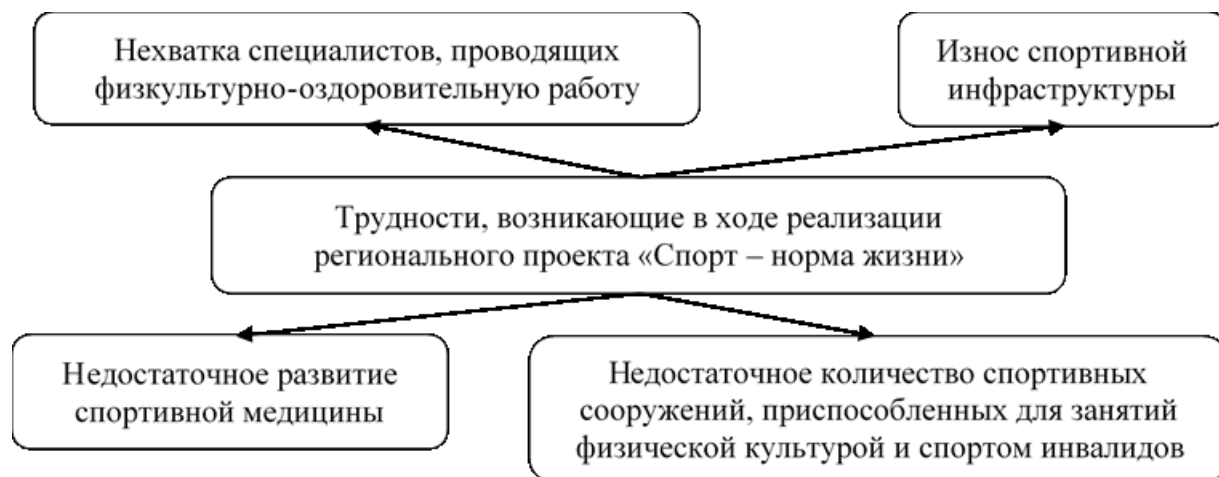 Нехватка специалистов, проводящих
физкультурно-оздоровительную работу
Износ спортивной
инфраструктуры
Трудности, возникающие в ходе реализации
регионального проекта «Спорт – норма жизни»
Недостаточное развитие
спортивной медицины
Недостаточное количество спортивных
сооружений, приспособленных для занятий
физической культурой и спортом инвалидов